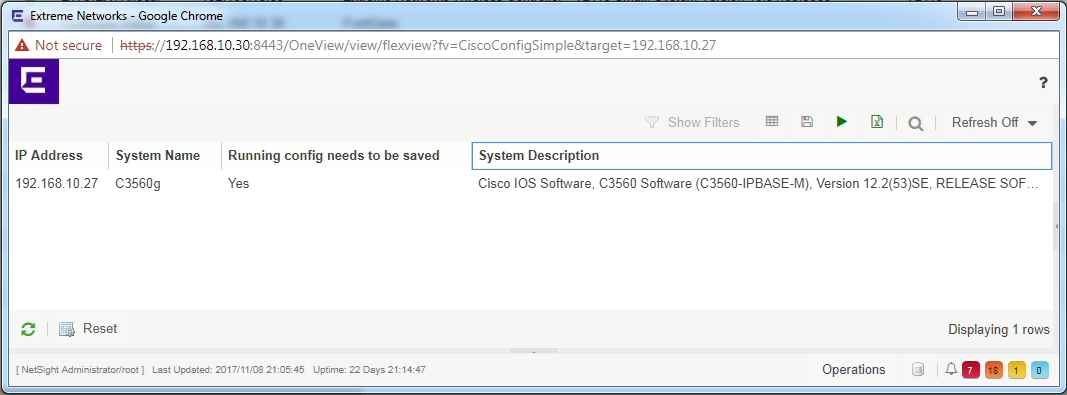 Extreme Networks - Google Chrome
Not secure https://192.168.10.30:8443/OneView/view/flexview?fv=CiscoConfigSimple&target=192.168.10.27
E ?
Show Filters Refresh Off
IP Address System Name Running config needs to be saved System Description
192.168.10.27 C3560g Yes Cisco IOS Software, C3560 Software (C3560-IPBASE-M), Version 12.2(53)SE, RELEASE SOF...
Reset Displaying 1 rows
[ NetSight Administrator/root ] Last Updated: 2017/11/08 21:05:45 Uptime: 22 Days 21:14:47 Operations 7 18 1 0